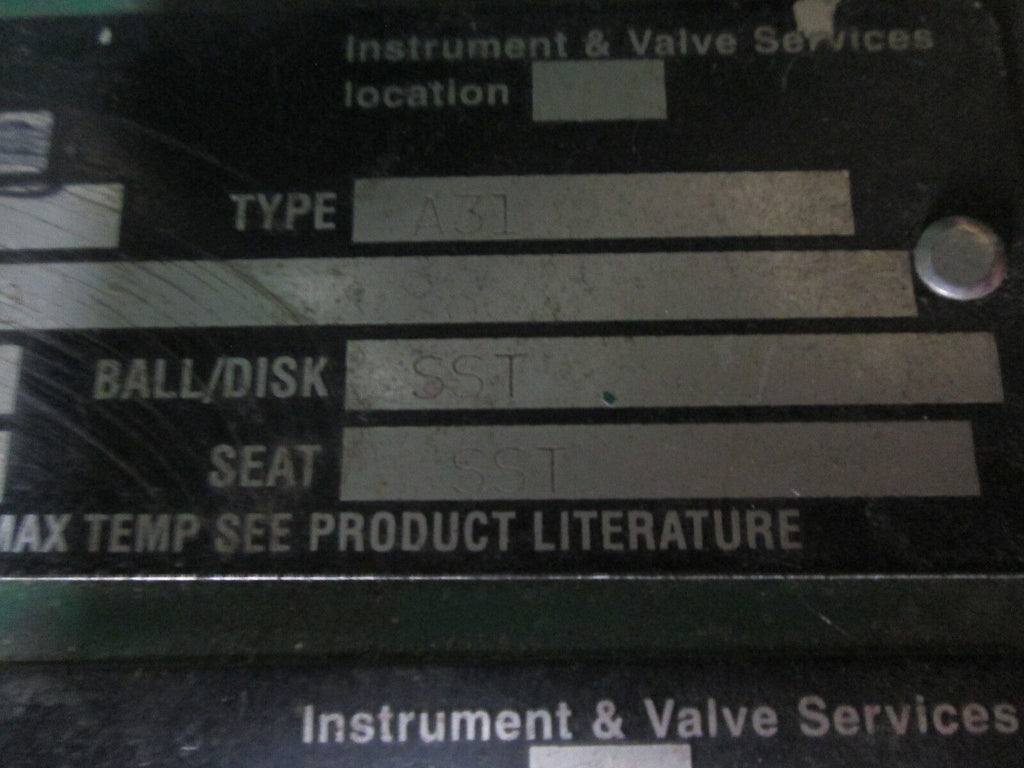 Instrument & Valve Services
location
TYPE A31
BALL/DISK SST
SEAT SST
MAX TEMP SEE PRODUCT LITERATURE
Instrument & Valve Services